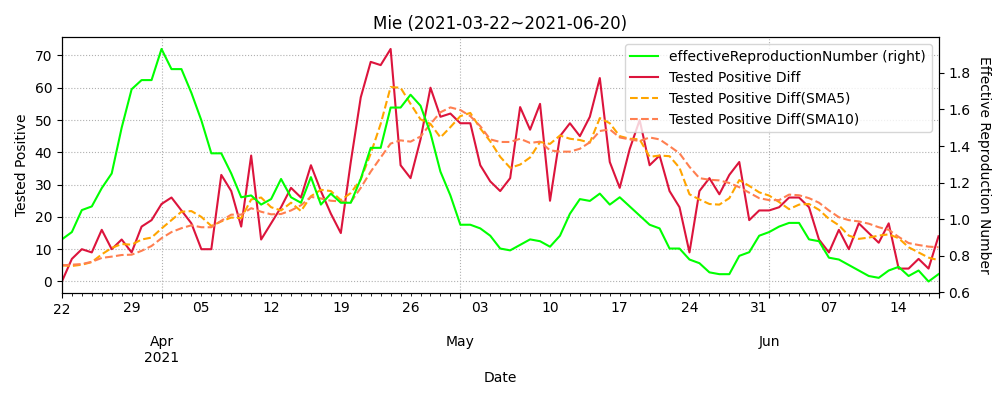 Mie (2021-03-22~2021-06-20)
effectiveReproductionNumber (right)
Tested Positive Diff
Tested Positive Diff(SMA5)
Tested Positive Diff(SMA10)
Tested Positive
70
60
50
40
30
20
10
0
1.8
1.6
1.4
1.2
1.0
0.8
0.6
Effective Reproduction Number
22 29 05 12 19 26 03 10 17 24 31 07 14
Apr May Jun
2021
Date